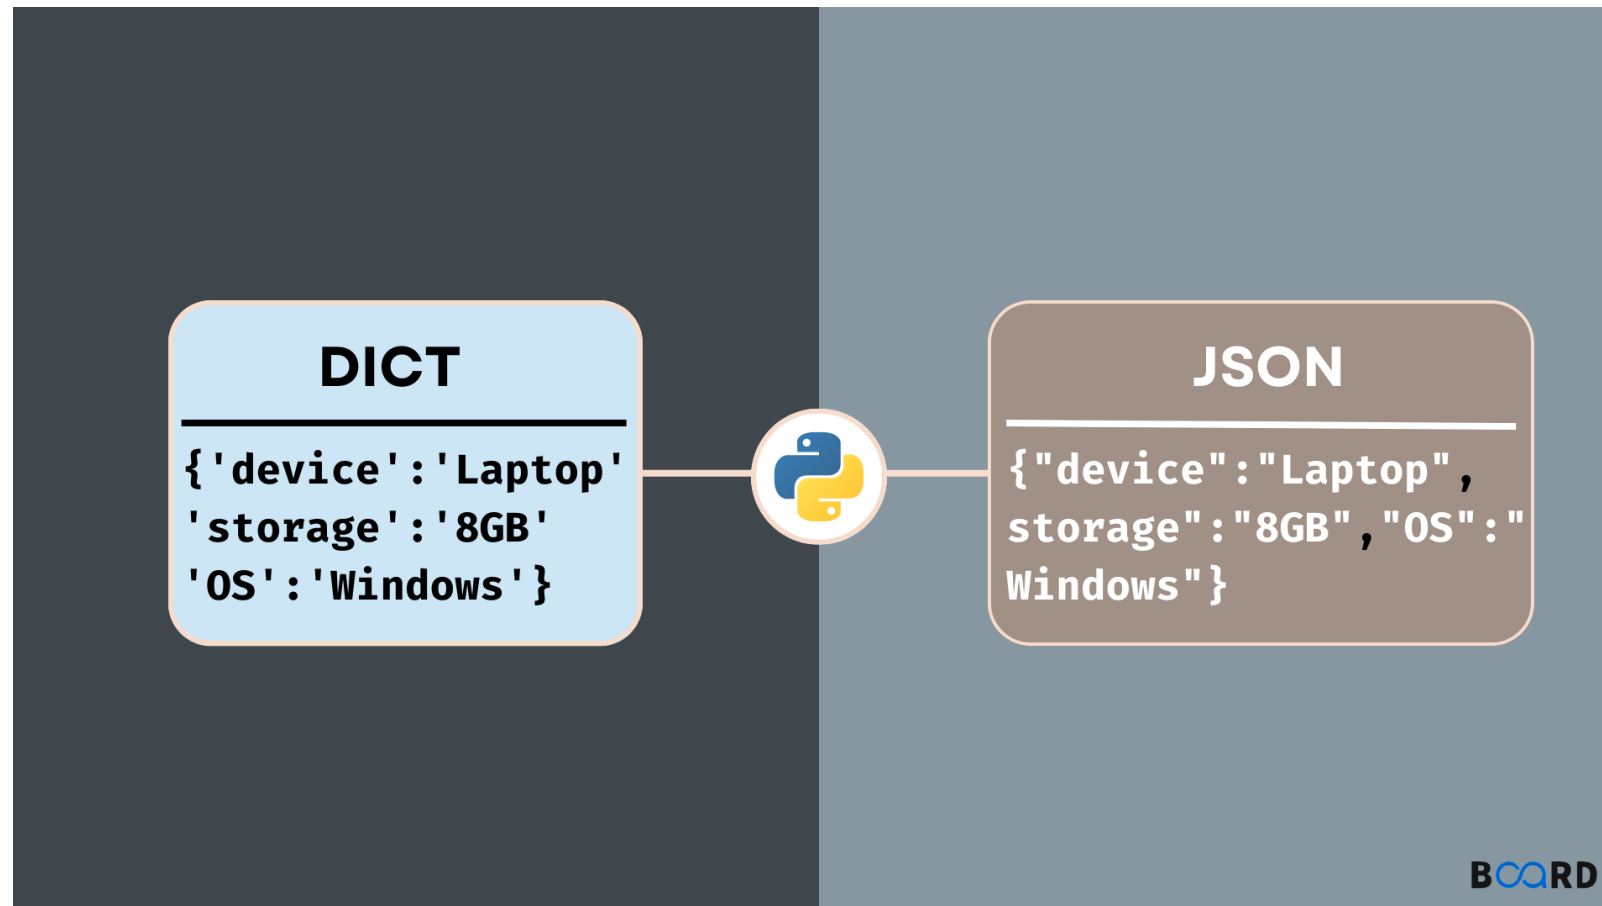 DICT
{'device':'Laptop'
'storage':'8GB'
'OS':'Windows'}
JSON
{"device":"Laptop",
storage":"8GB","OS":"
Windows"}
BOARD